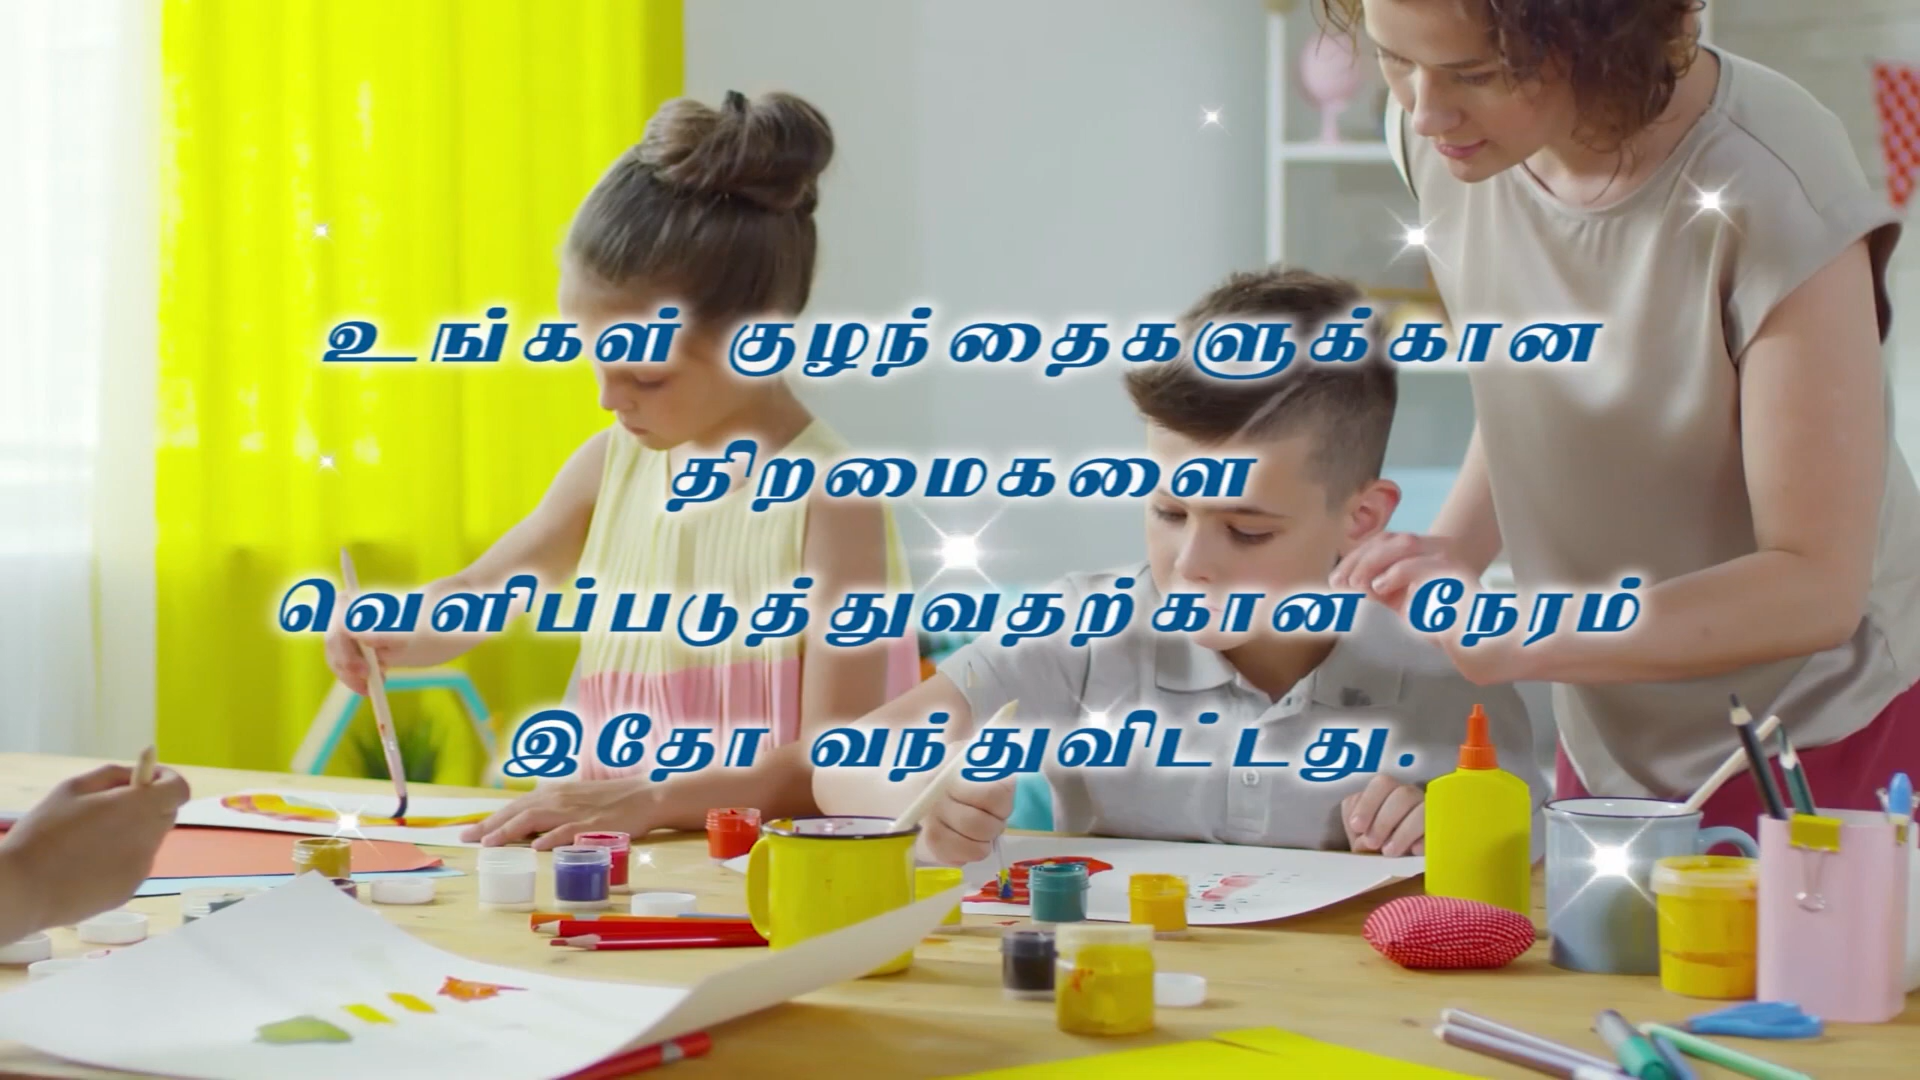 உங்கள் குழந்தைகளுக்கான
திறமைகளை
வெளிப்படுத்துவதற்கான நேரம்
இதோ வந்துவிட்டது.